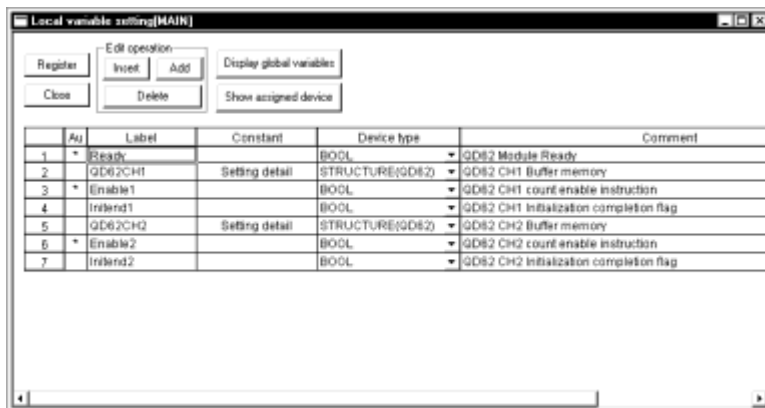 Local variable setting[MAIN]
Edit operation
Register Insert Add Display global variables
Close Delete Show assigned device
Au Label Constant Device type Comment
1 * Ready BOOL QD62 Module Ready
2 QD62CH1 Setting detail STRUCTURE(QD62) QD62 CH1 Buffer memory
3 * Enable1 BOOL QD62 CH1 count enable instruction
4 Initend1 BOOL QD62 CH1 Initialization completion flag
5 QD62CH2 Setting detail STRUCTURE(QD62) QD62 CH2 Buffer memory
6 * Enable2 BOOL QD62 CH2 count enable instruction
7 Initend2 BOOL QD62 CH2 Initialization completion flag